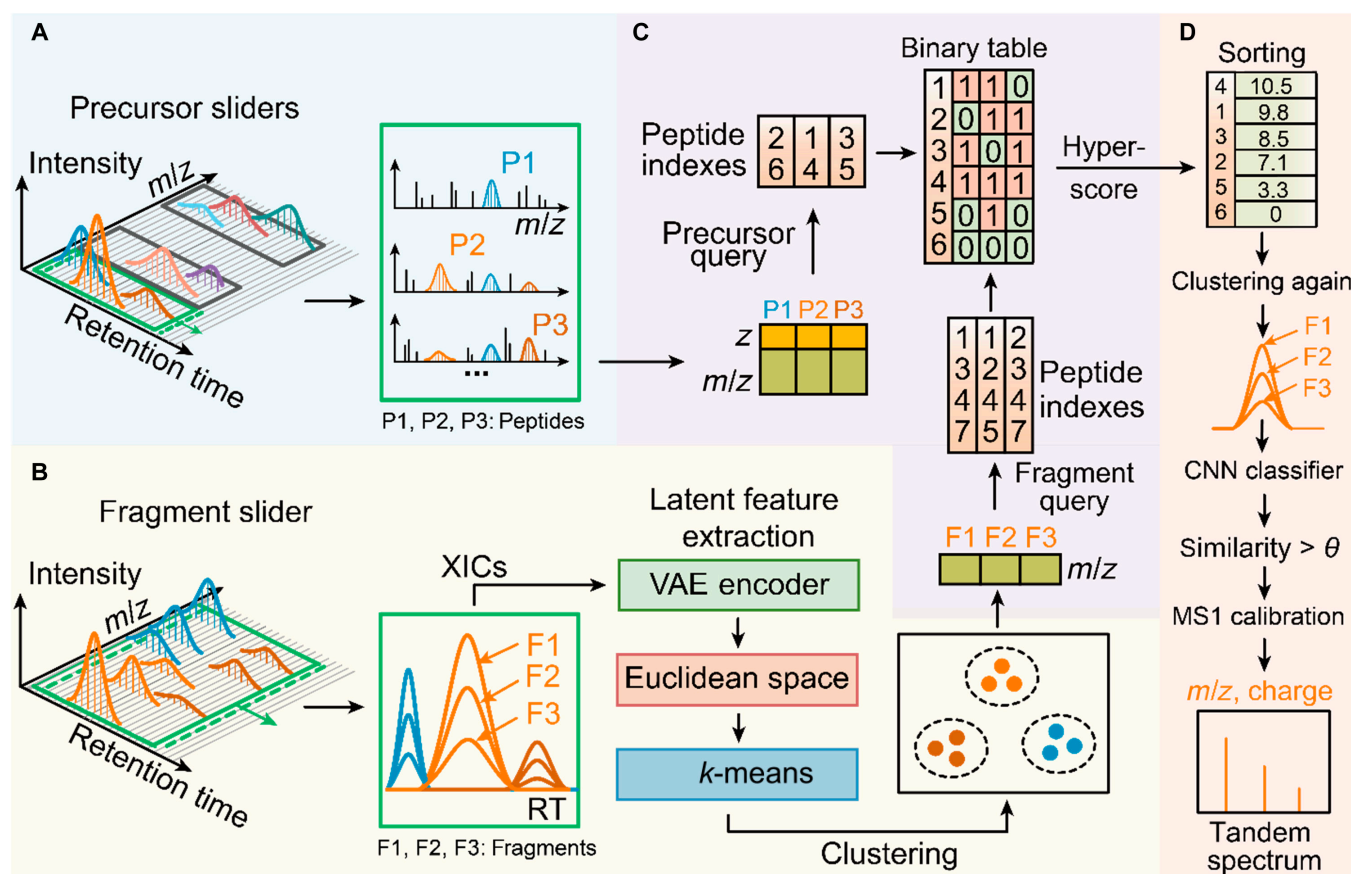 A
Precursor sliders
Intensity
m/z
Retention time
P1
m/z
P2
P3
...
P1, P2, P3: Peptides
B
Fragment slider
Intensity
m/z
Retention time
XICs
F1
F2
F3
RT
F1, F2, F3: Fragments
Latent feature
extraction
VAE encoder
Euclidean space
k-means
Clustering
C
Peptide
indexes
2 1 3
6 4 5
Precursor
query
P1 P2 P3
z
m/z
Binary table
1 1 1 0
2 0 1 1
3 1 0 1
4 1 1 1
5 0 1 0
6 0 0 0
Hyper-
score
1 1 2
3 2 3
4 4 4
7 5 7
Peptide
indexes
Fragment
query
F1 F2 F3
m/z
D
Sorting
4 10.5
1 9.8
3 8.5
2 7.1
5 3.3
6 0
Clustering again
F1
F2
F3
CNN classifier
Similarity > θ
MS1 calibration
m/z, charge
Tandem
spectrum